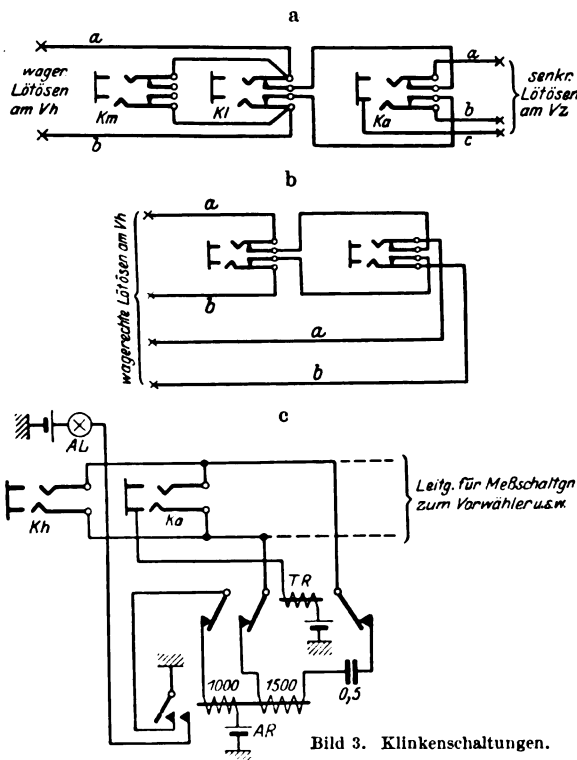 a
a
wager.
Lötösen
am Vh
Km
Kl
Ka
b
a
b
c
senkr.
Lötösen
am Vz
b
a
b
a
b
wagerechte Lötösen am Vh
c
AL
Kh
Ka
Leitg. für Meßschaltgn
zum Vorwähler u.s.w.
TR
1000
1500
0,5
AR
Bild 3. Klinkenschaltungen.